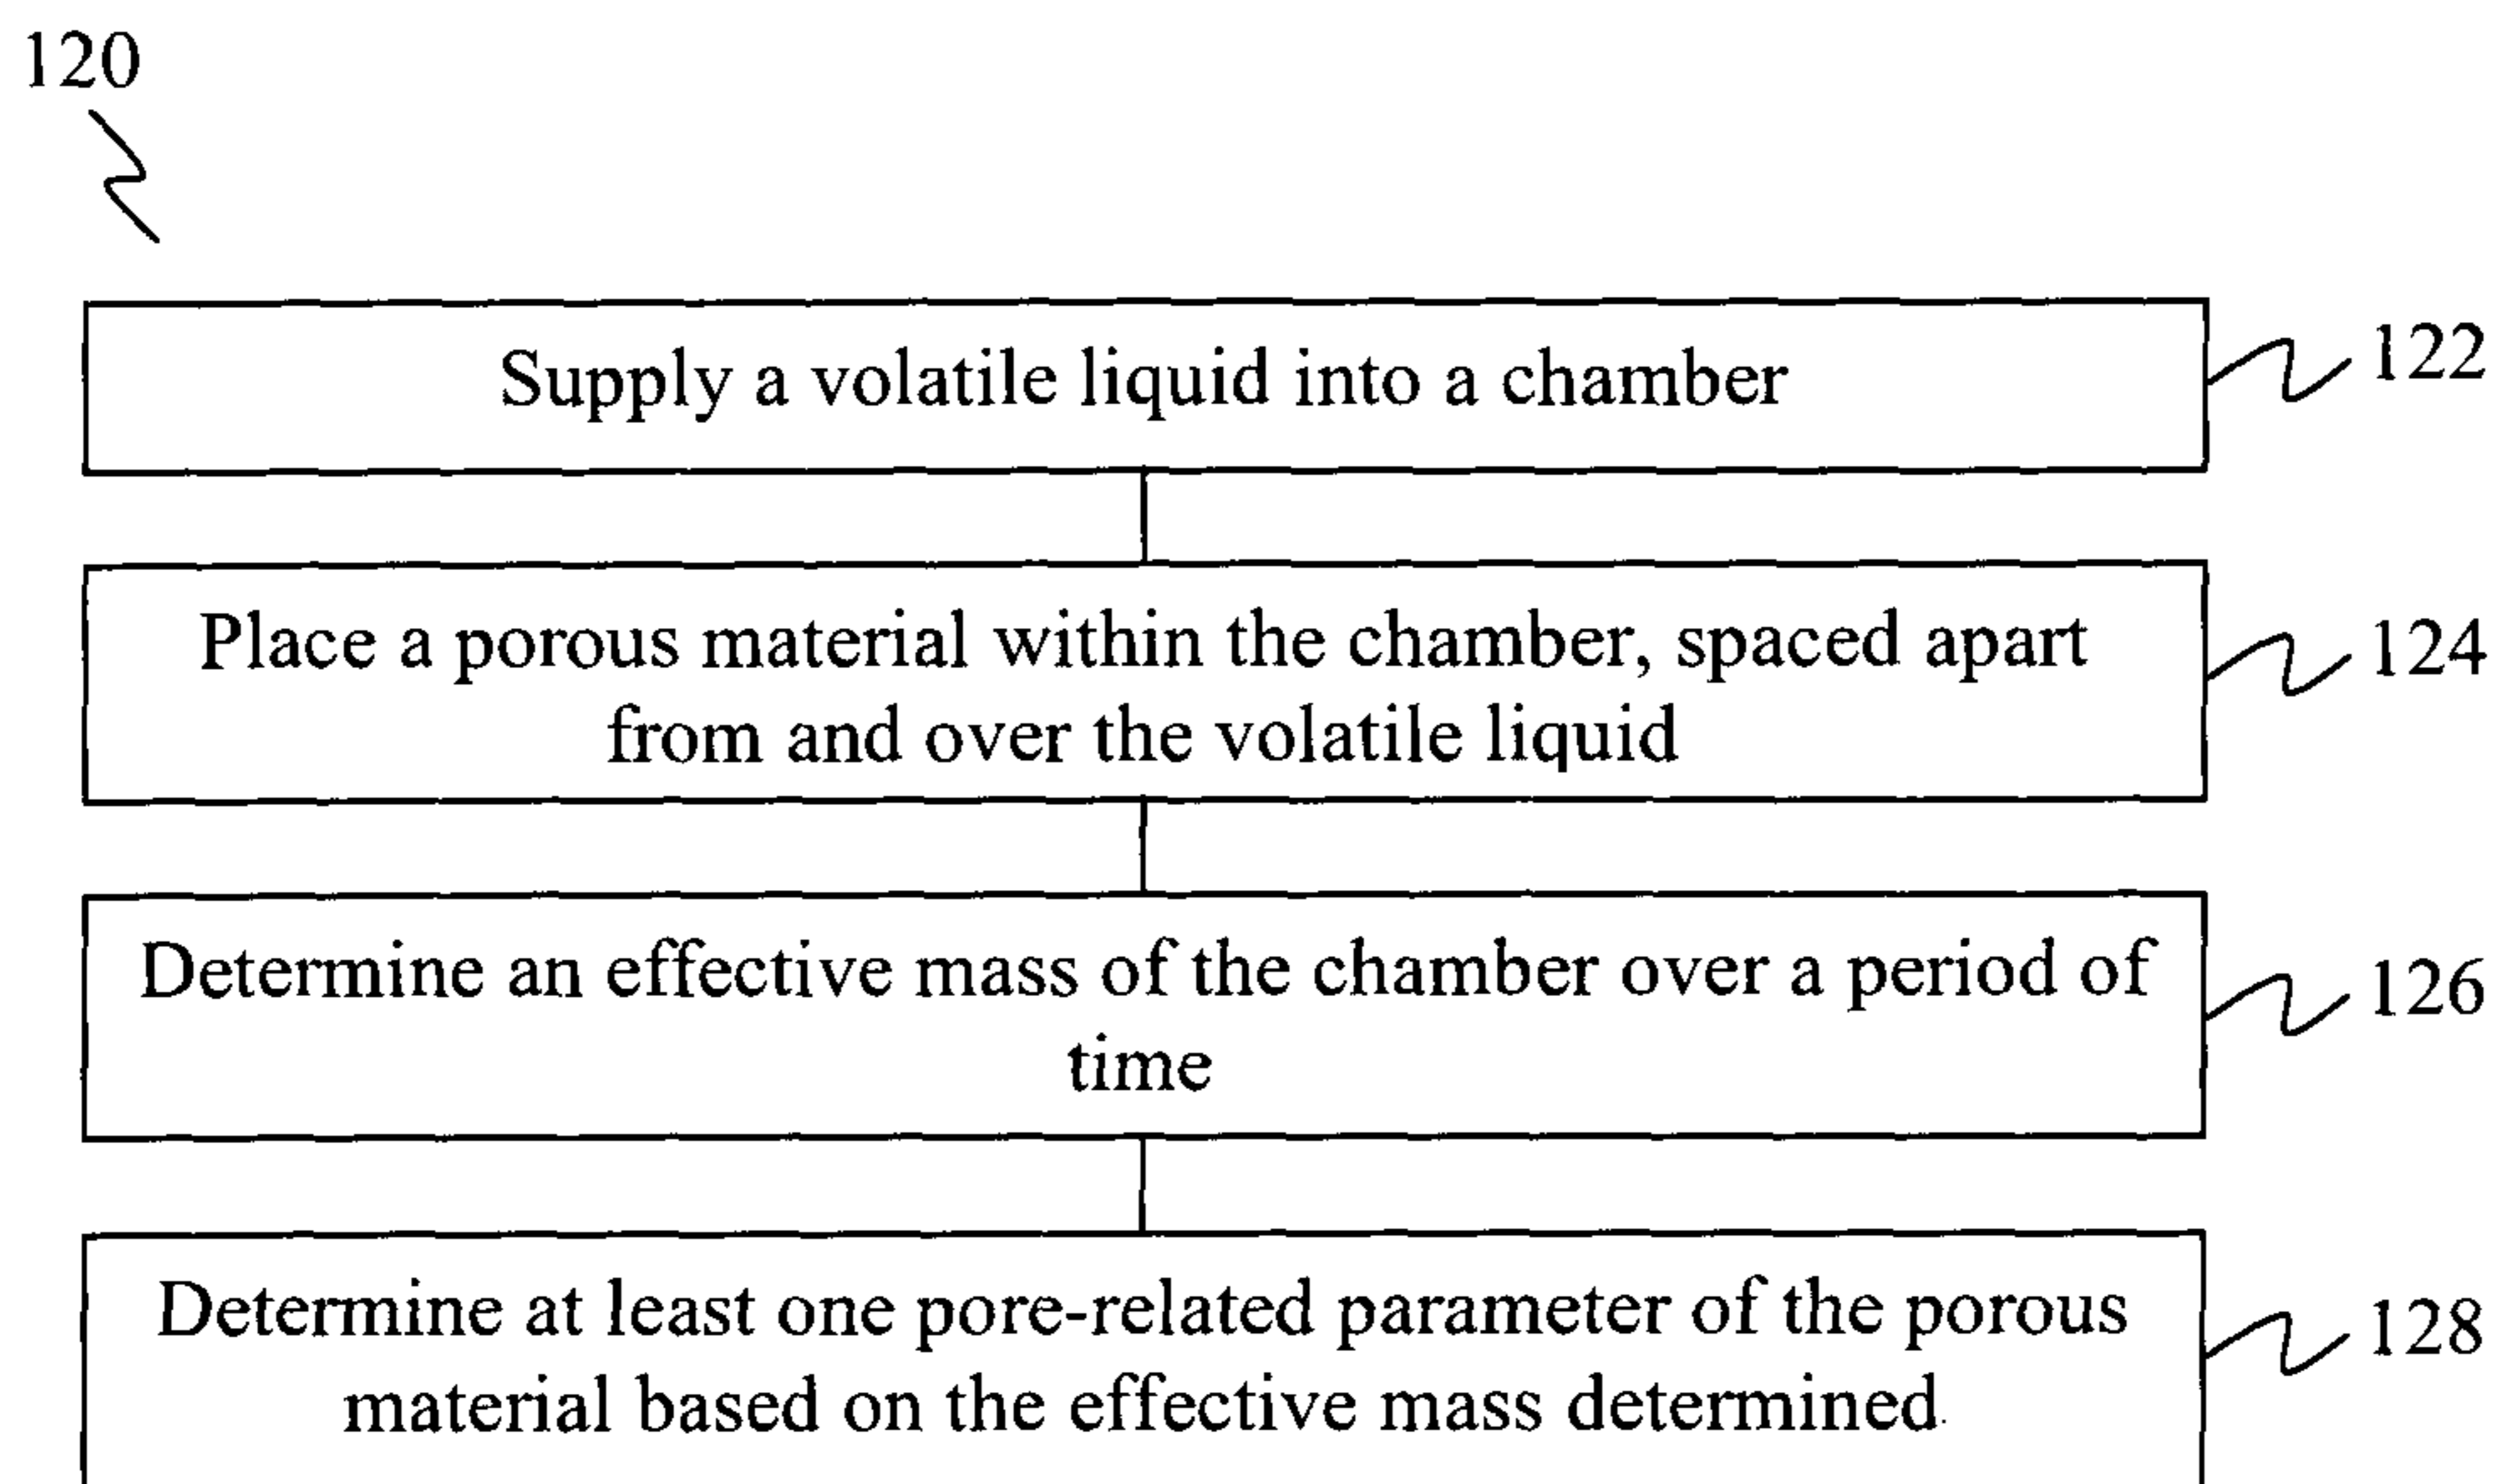 120
Supply a volatile liquid into a chamber
122
Place a porous material within the chamber, spaced apart
from and over the volatile liquid
124
Determine an effective mass of the chamber over a period of
time
126
Determine at least one pore-related parameter of the porous
material based on the effective mass determined
128